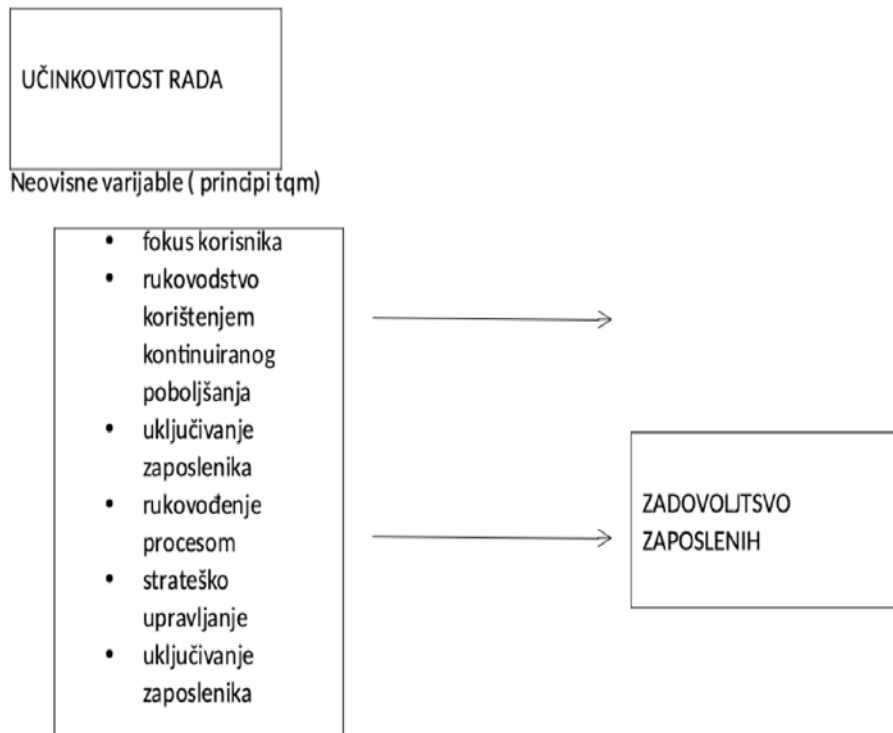 UČINKOVITOST RADA
Neovisne varijable ( principi tqm)
• fokus korisnika
• rukovodstvo
korištenjem
kontinuiranog
poboljšanja
• uključivanje
zaposlenika
• rukovođenje
procesom
• strateško
upravljanje
• uključivanje
zaposlenika
ZADOVOLJTSVO
ZAPOSLENIH